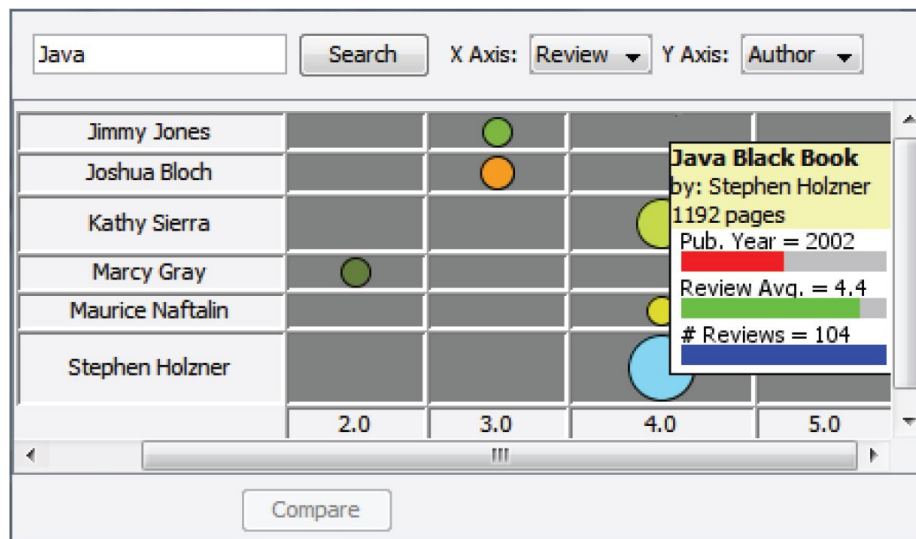 Java Search X Axis: Review Y Axis: Author
Jimmy Jones
Joshua Bloch
Kathy Sierra
Marcy Gray
Maurice Naftalin
Stephen Holzner
Java Black Book
by: Stephen Holzner
1192 pages
Pub. Year = 2002
Review Avg. = 4.4
# Reviews = 104
2.0 3.0 4.0 5.0
Compare